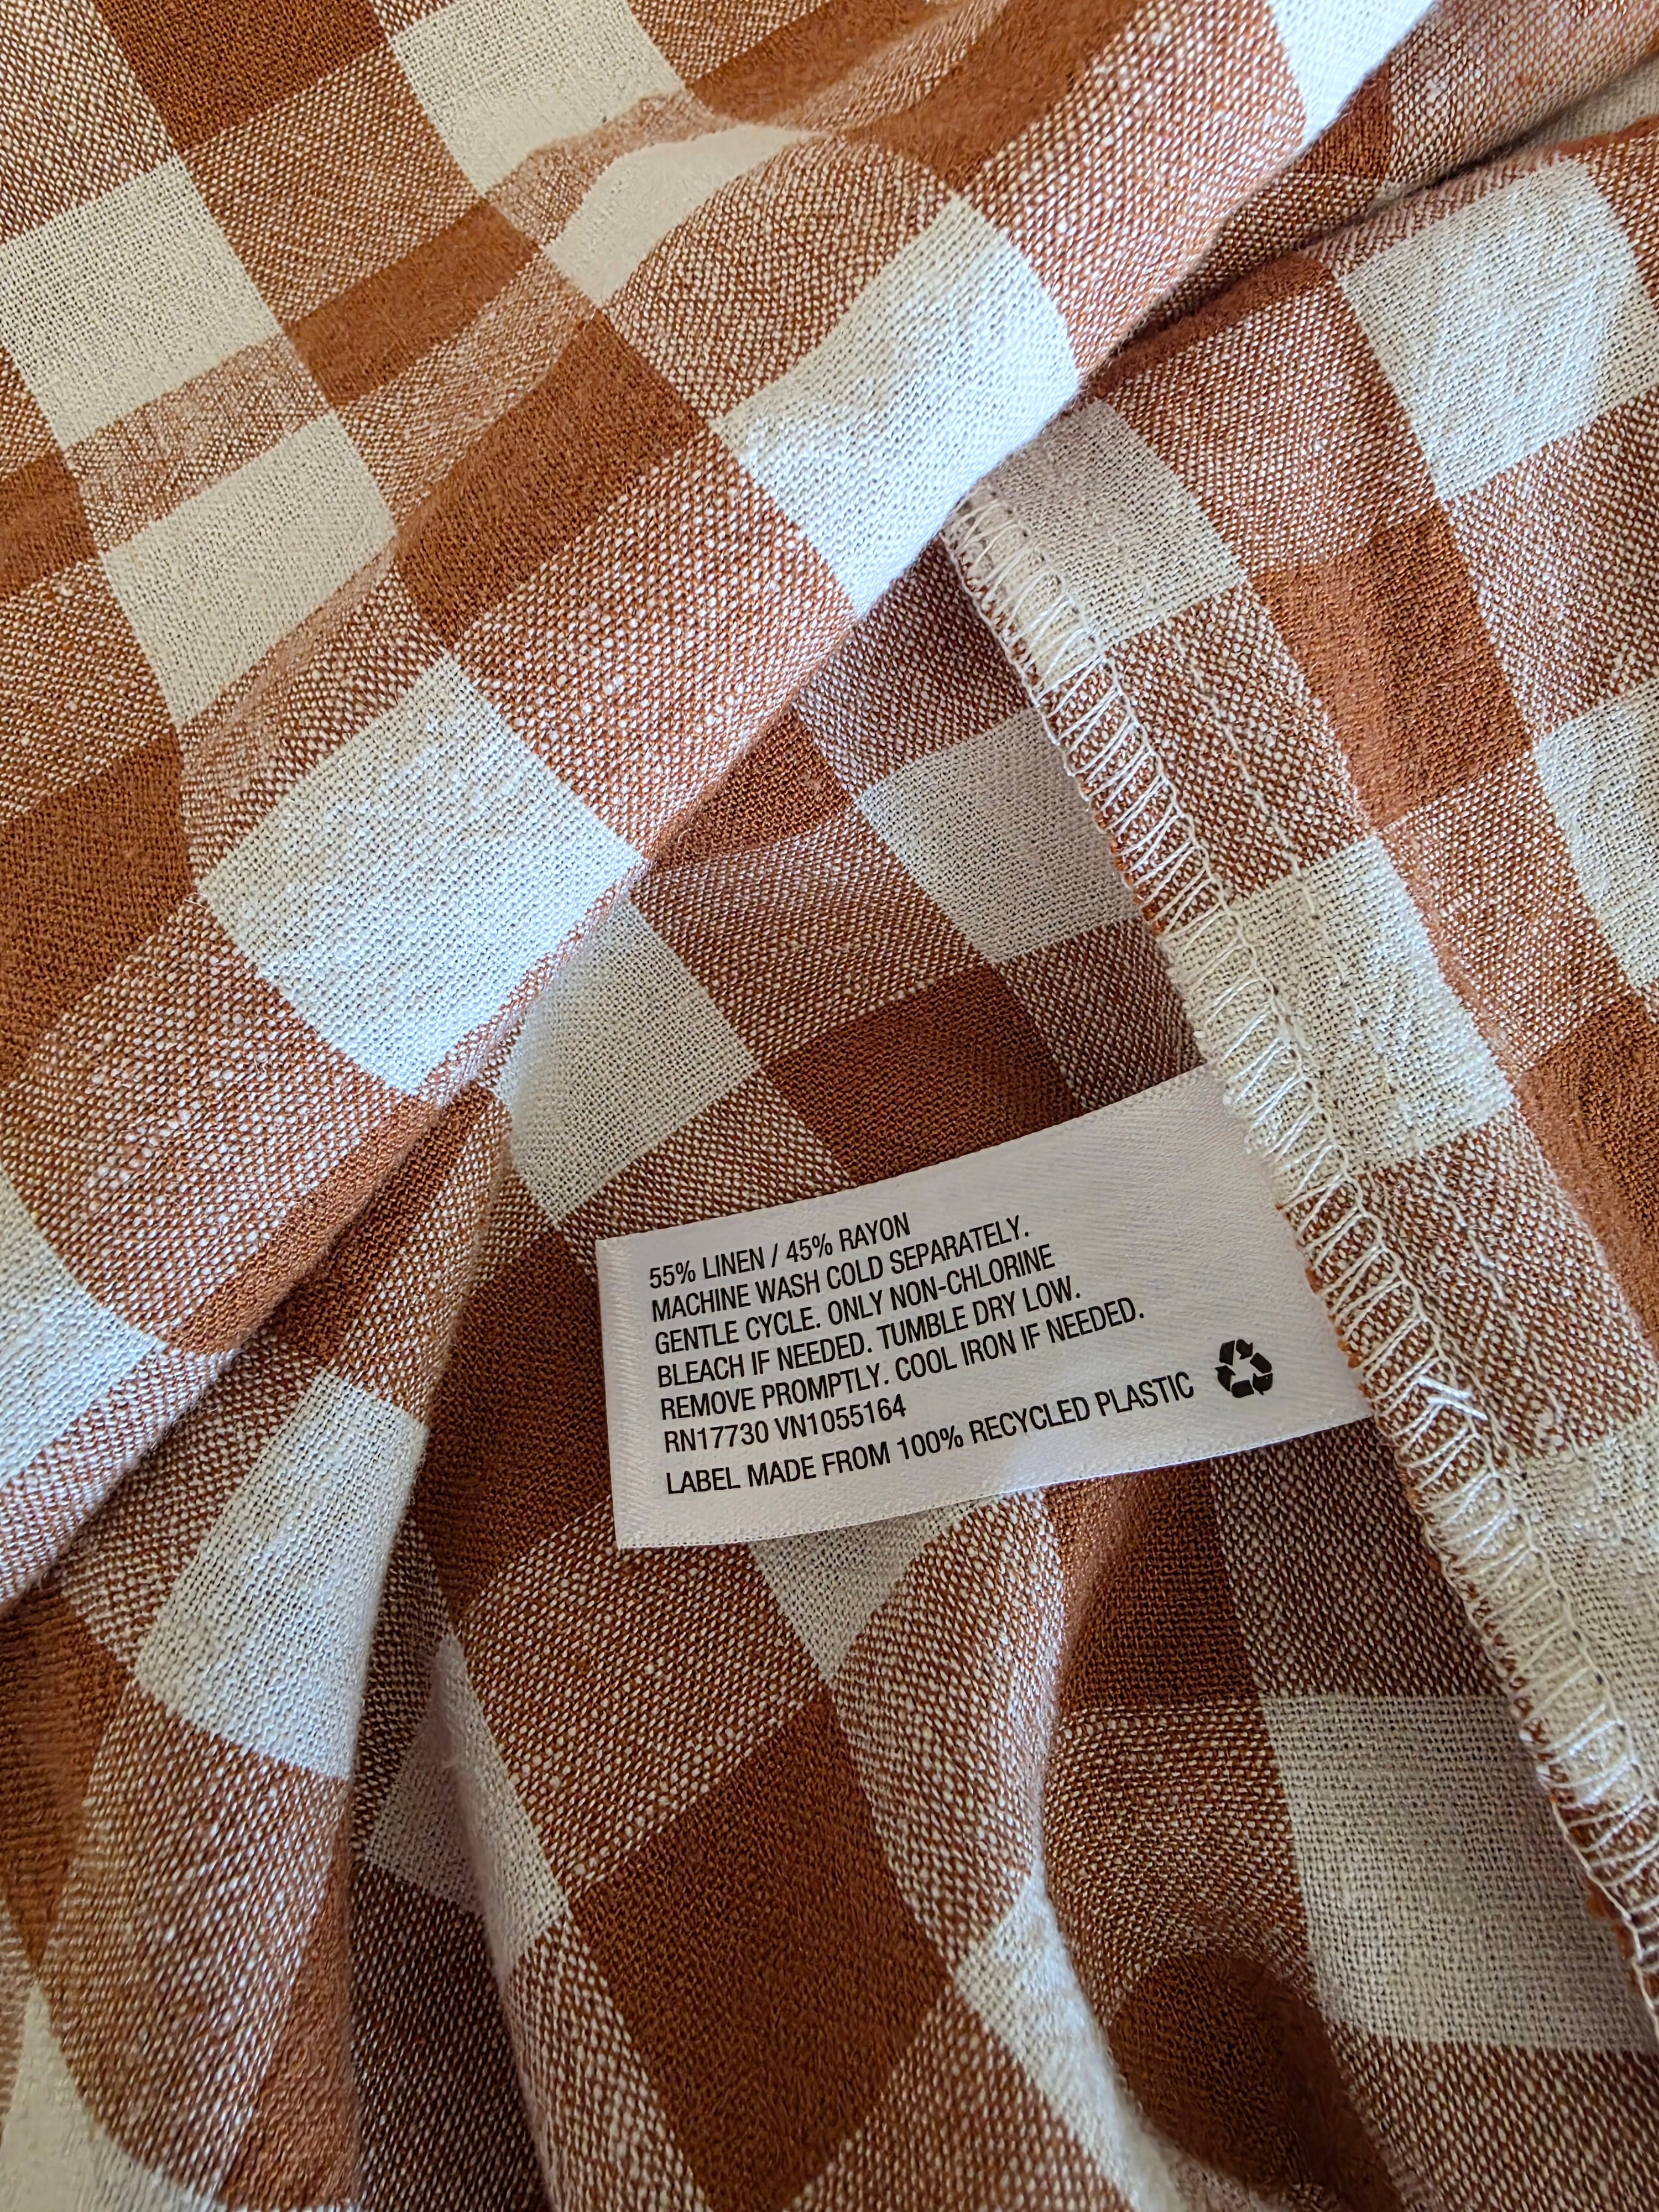 55% LINEN / 45% RAYON
MACHINE WASH COLD SEPARATELY.
GENTLE CYCLE. ONLY NON-CHLORINE
BLEACH IF NEEDED. TUMBLE DRY LOW.
REMOVE PROMPTLY. COOL IRON IF NEEDED.
RN17730 VN1055164
LABEL MADE FROM 100% RECYCLED PLASTIC